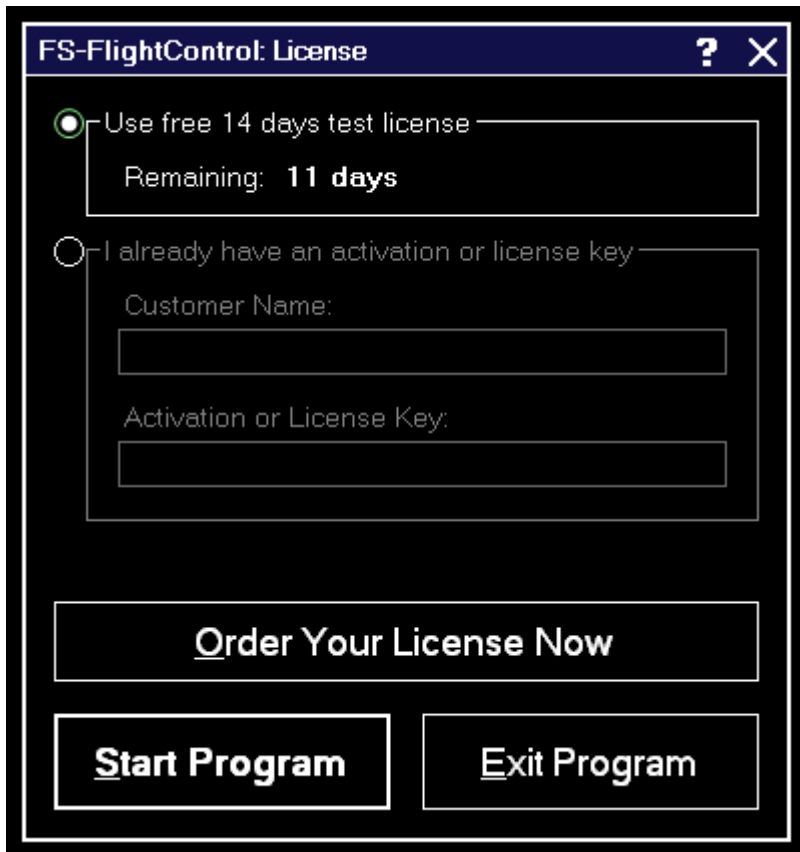 FS-FlightControl: License ? X
Use free 14 days test license
Remaining: 11 days
I already have an activation or license key
Customer Name:
Activation or License Key:
Order Your License Now
Start Program
Exit Program